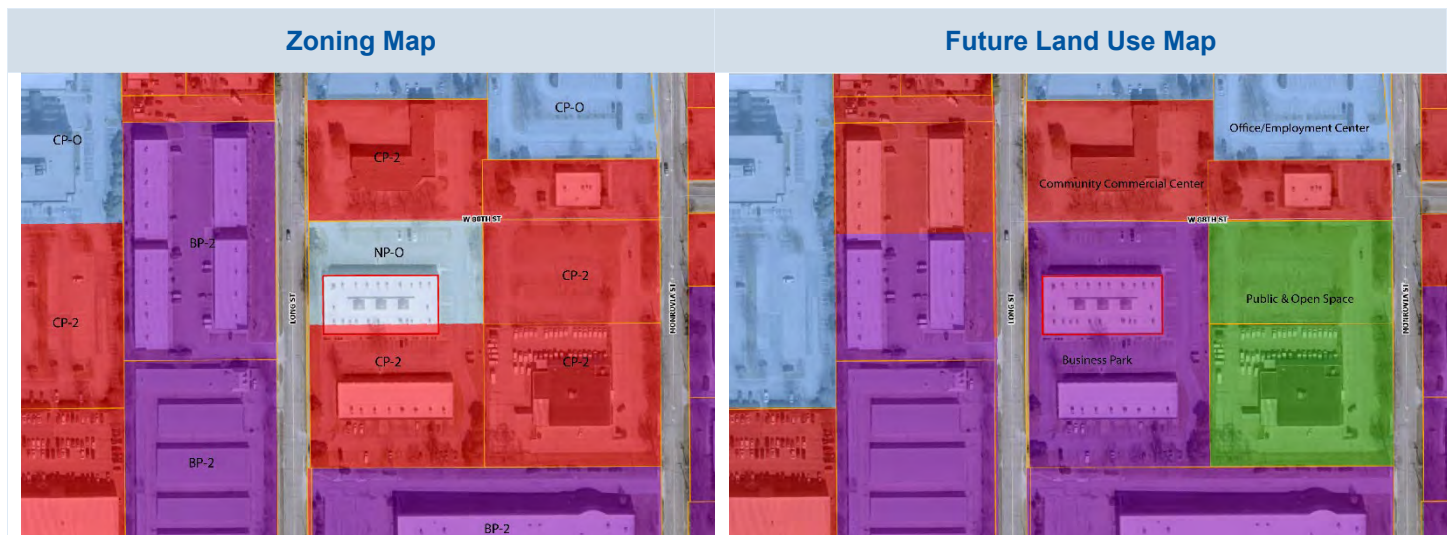 Zoning Map
CP-O
CP-O
CP-2
W 88TH ST
BP-2
NP-O
CP-2
LONG ST
MONROVIA ST
CP-2
CP-2
CP-2
BP-2
BP-2
Future Land Use Map
Office/Employment Center
Community Commercial Center
W 88TH ST
Public & Open Space
LONG ST
MONROVIA ST
Business Park